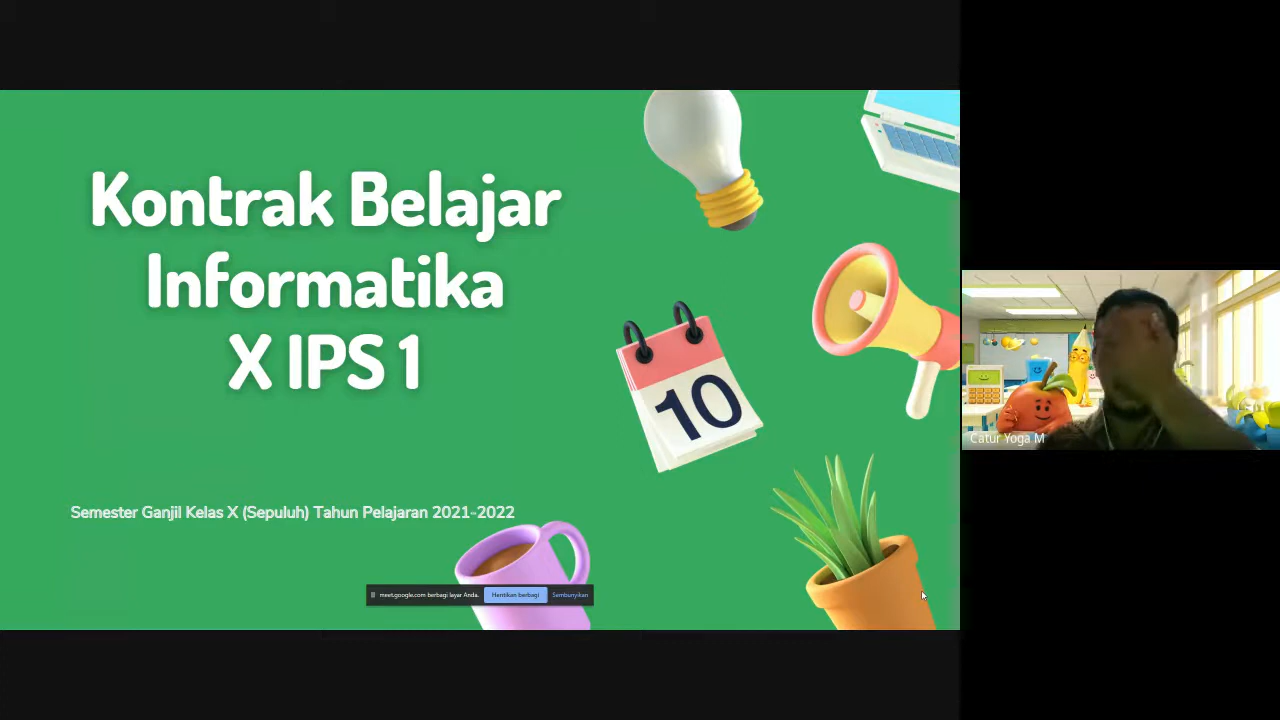 Kontrak Belajar
Informatika
X IPS 1
10
Semester Ganjil Kelas X (Sepuluh) Tahun Pelajaran 2021-2022
meet.google.com berbagi layar Anda. Hentikan berbagi Sembunyikan
Catur Yoga M